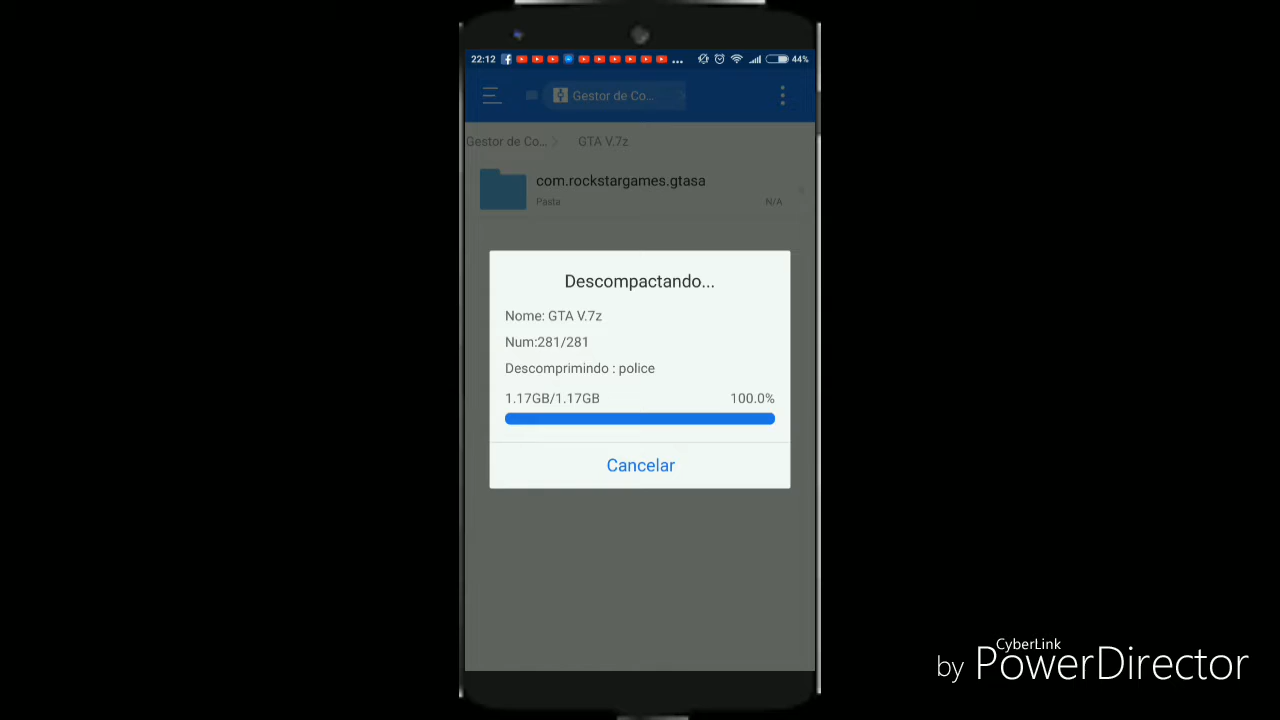 22:12
44%
Gestor de Co...
Gestor de Co...
GTA V.7z
com.rockstargames.gtasa
Pasta
N/A
Descompactando...
Nome: GTA V.7z
Num:281/281
Descomprimindo : police
1.17GB/1.17GB
100.0%
Cancelar
CyberLink
by PowerDirector